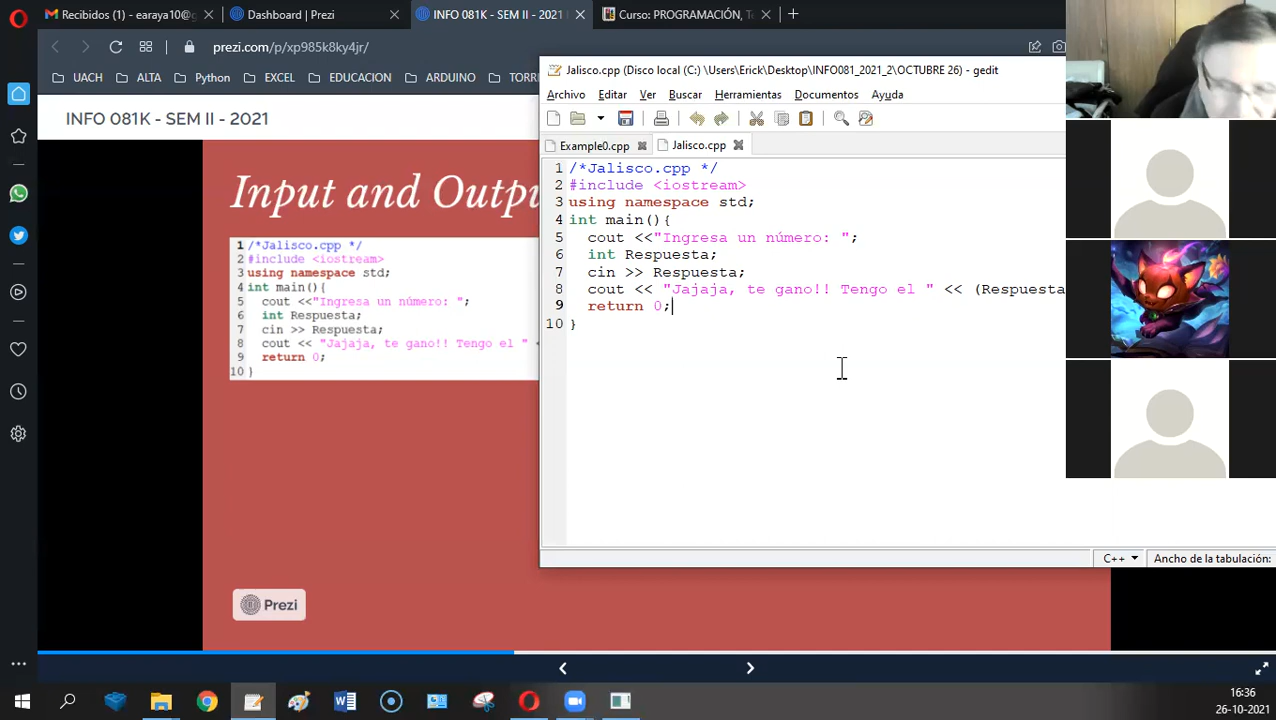 Recibidos (1) - earaya10@g
Dashboard | Prezi
INFO 081K - SEM II - 2021
Curso: PROGRAMACIÓN, Te
prezi.com/p/xp985k8ky4jr/
UACH
ALTA
Python
EXCEL
EDUCACION
ARDUINO
TORR
INFO 081K - SEM II - 2021
Input and Outpu
1 /*Jalisco.cpp */
2 #include <iostream>
3 using namespace std;
4 int main(){
5 cout <<"Ingresa un número: ";
6 int Respuesta;
7 cin >> Respuesta;
8 cout << "Jajaja, te gano!! Tengo el "
9 return 0;
10 }
Prezi
Jalisco.cpp (Disco local (C:) \Users\Erick\Desktop\INFO081_2021_2\OCTUBRE 26) - gedit
Archivo Editar Ver Buscar Herramientas Documentos Ayuda
Example0.cpp
Jalisco.cpp
1 /*Jalisco.cpp */
2 #include <iostream>
3 using namespace std;
4 int main(){
5 cout <<"Ingresa un número: ";
6 int Respuesta;
7 cin >> Respuesta;
8 cout << "Jajaja, te gano!! Tengo el " << (Respuesta
9 return 0;
10 }
C++
Ancho de la tabulación:
16:36
26-10-2021